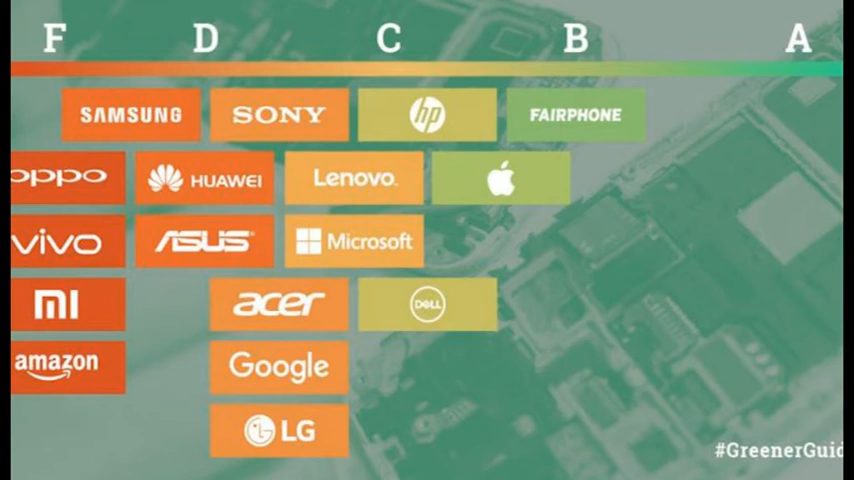 F D C B A
SAMSUNG SONY hp FAIRPHONE
oppo HUAWEI Lenovo.
vivo ASUS Microsoft
mi acer DELL
amazon Google
LG
#GreenerGuid